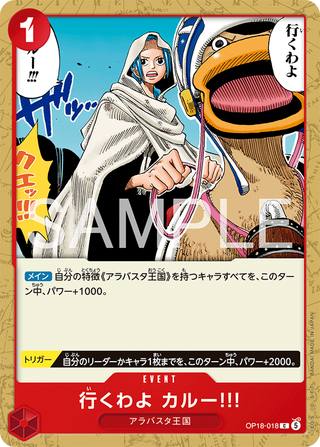 1
行くわよ
カルー!!!
クエーッ!!!
SAMPLE
メイン 自分の特徴《アラバスタ王国》を持つキャラすべてを、このターン中、パワー+1000。
トリガー 自分のリーダーかキャラ1枚までを、このターン中、パワー+2000。
EVENT
行くわよ カルー!!!
アラバスタ王国
OP18-018 C 5